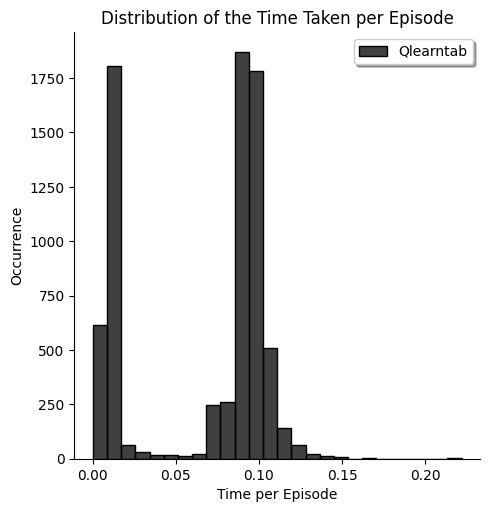 Distribution of the Time Taken per Episode
Qlearntab
Occurrence
1750
1500
1250
1000
750
500
250
0
0.00 0.05 0.10 0.15 0.20
Time per Episode